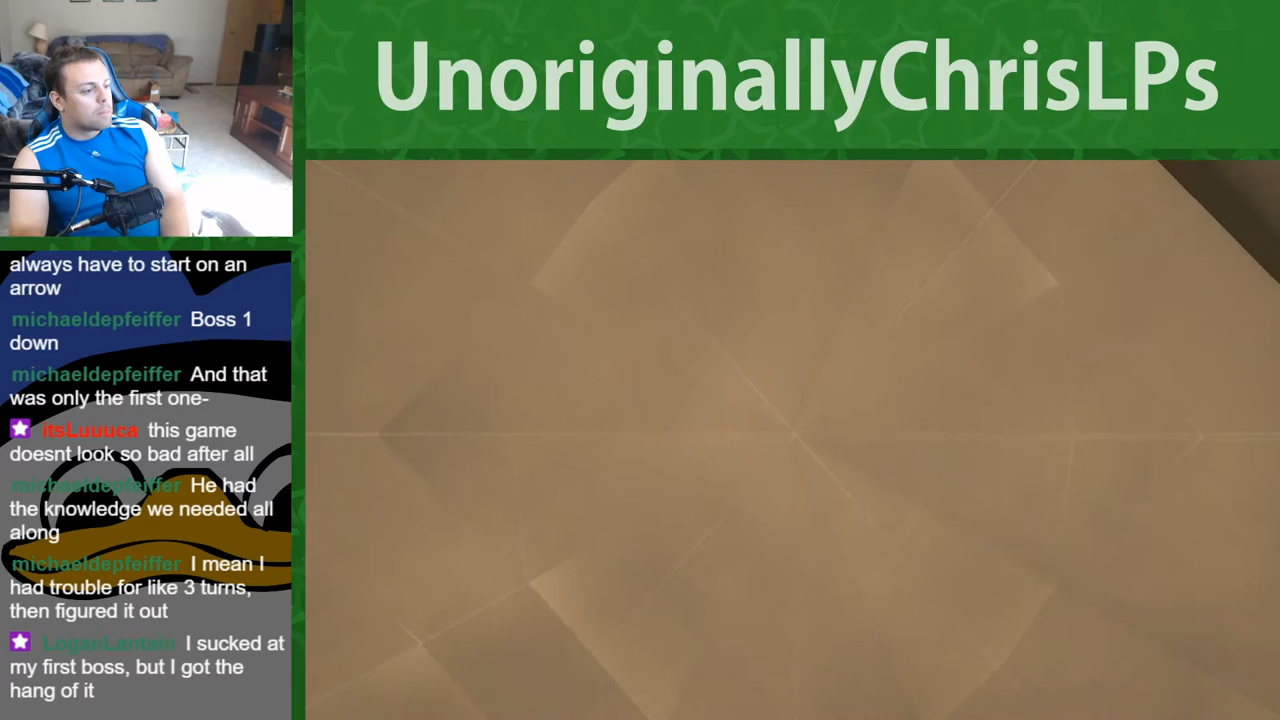 UnoriginallyChrisLPs
always have to start on an
arrow
michaeldepfeiffer Boss 1
down
michaeldepfeiffer And that
was only the first one-
itsLuuuca this game
doesnt look so bad after all
michaeldepfeiffer He had
the knowledge we needed all
along
michaeldepfeiffer I mean I
had trouble for like 3 turns,
then figured it out
LoganLantain I sucked at
my first boss, but I got the
hang of it